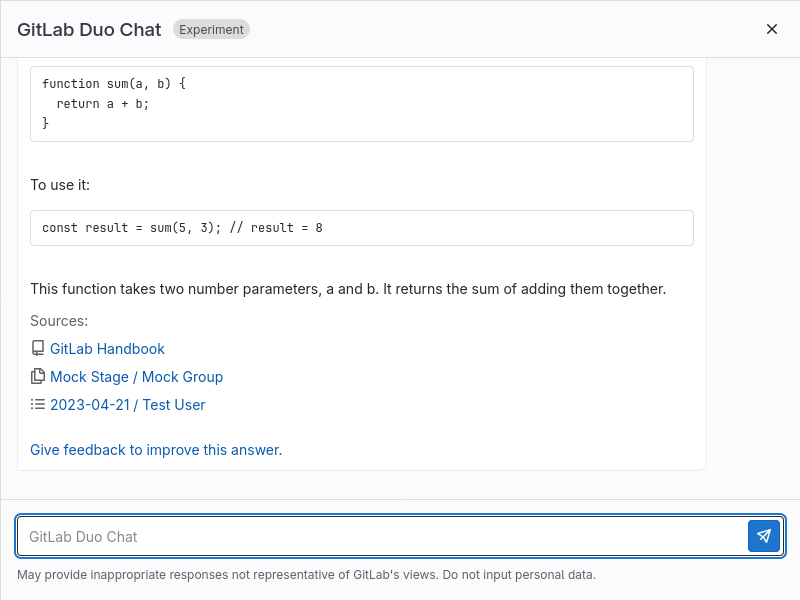 GitLab Duo Chat Experiment
function sum(a, b) {
  return a + b;
}
To use it:
const result = sum(5, 3); // result = 8
This function takes two number parameters, a and b. It returns the sum of adding them together.
Sources:
GitLab Handbook
Mock Stage / Mock Group
2023-04-21 / Test User
Give feedback to improve this answer.
GitLab Duo Chat
May provide inappropriate responses not representative of GitLab's views. Do not input personal data.